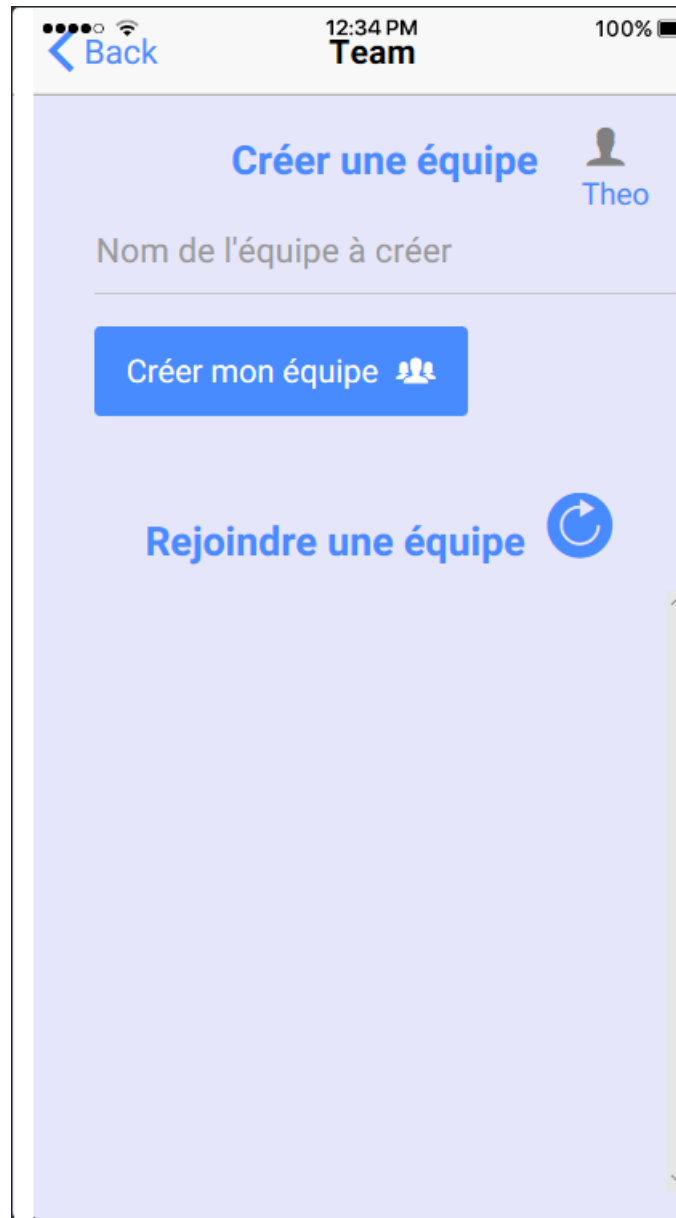 12:34 PM
100%
Back
Team
Créer une équipe
Theo
Nom de l'équipe à créer
Créer mon équipe
Rejoindre une équipe